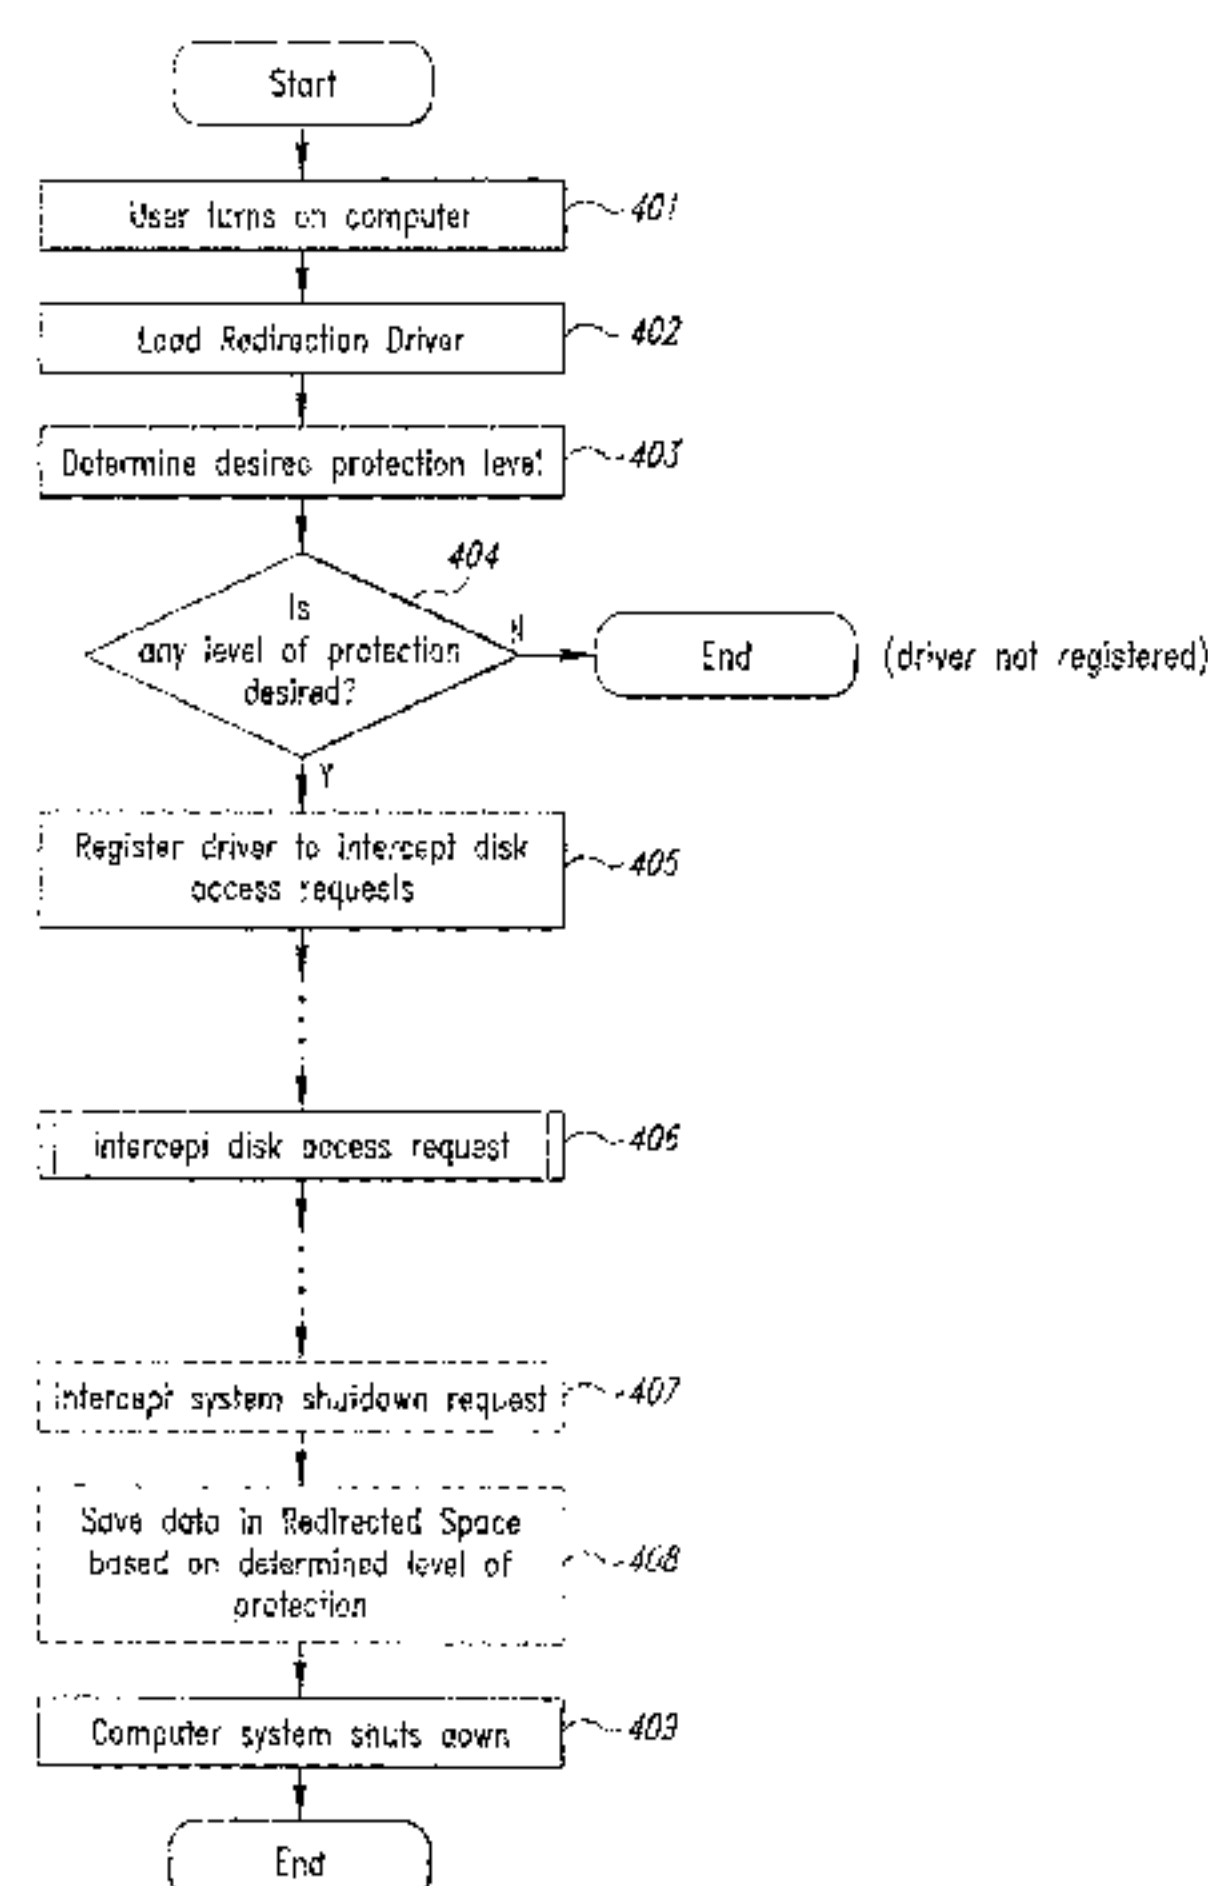 Start
User turns on computer
401
Load Redirection Driver
402
Determine desired protection level
403
404
Is
any level of protection
desired?
N
End
(driver not registered)
Y
Register driver to intercept disk
access requests
405
intercept disk access request
406
intercept system shutdown request
407
Save data in Redirected Space
based on determined level of
protection
408
Computer system shuts down
409
End